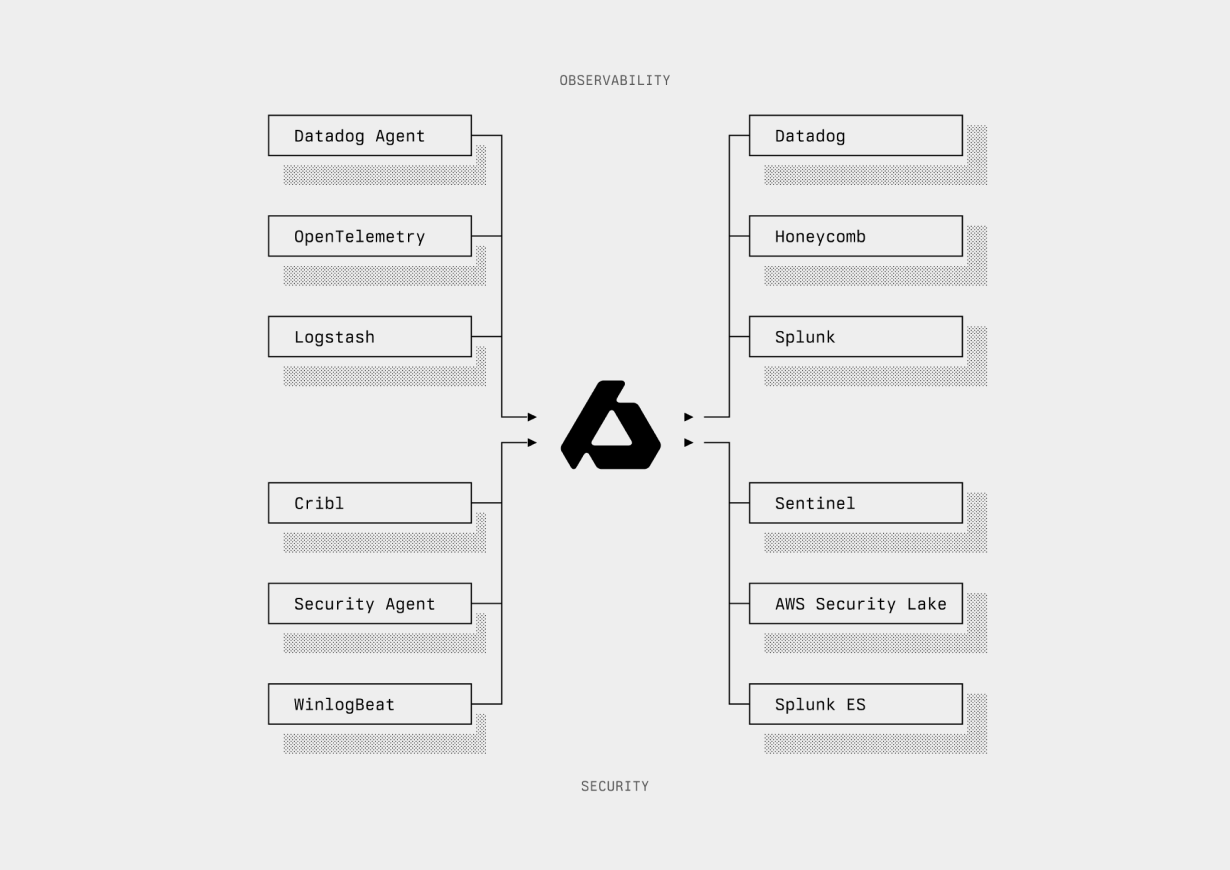 OBSERVABILITY
Datadog Agent
OpenTelemetry
Logstash
Cribl
Security Agent
WinlogBeat
Datadog
Honeycomb
Splunk
Sentinel
AWS Security Lake
Splunk ES
SECURITY